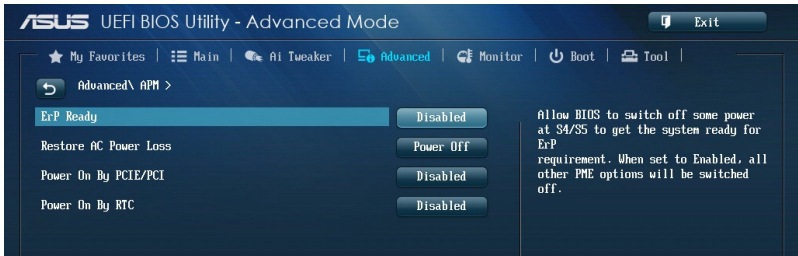 ASUS UEFI BIOS Utility - Advanced Mode
Exit
My Favorites | Main | Ai Tweaker | Advanced | Monitor | Boot | Tool |
Advanced\ APM >
ErP Ready Disabled
Restore AC Power Loss Power Off
Power On By PCIE/PCI Disabled
Power On By RTC Disabled
Allow BIOS to switch off some power
at S4/S5 to get the system ready for
ErP
requirement. When set to Enabled, all
other PME options will be switched
off.